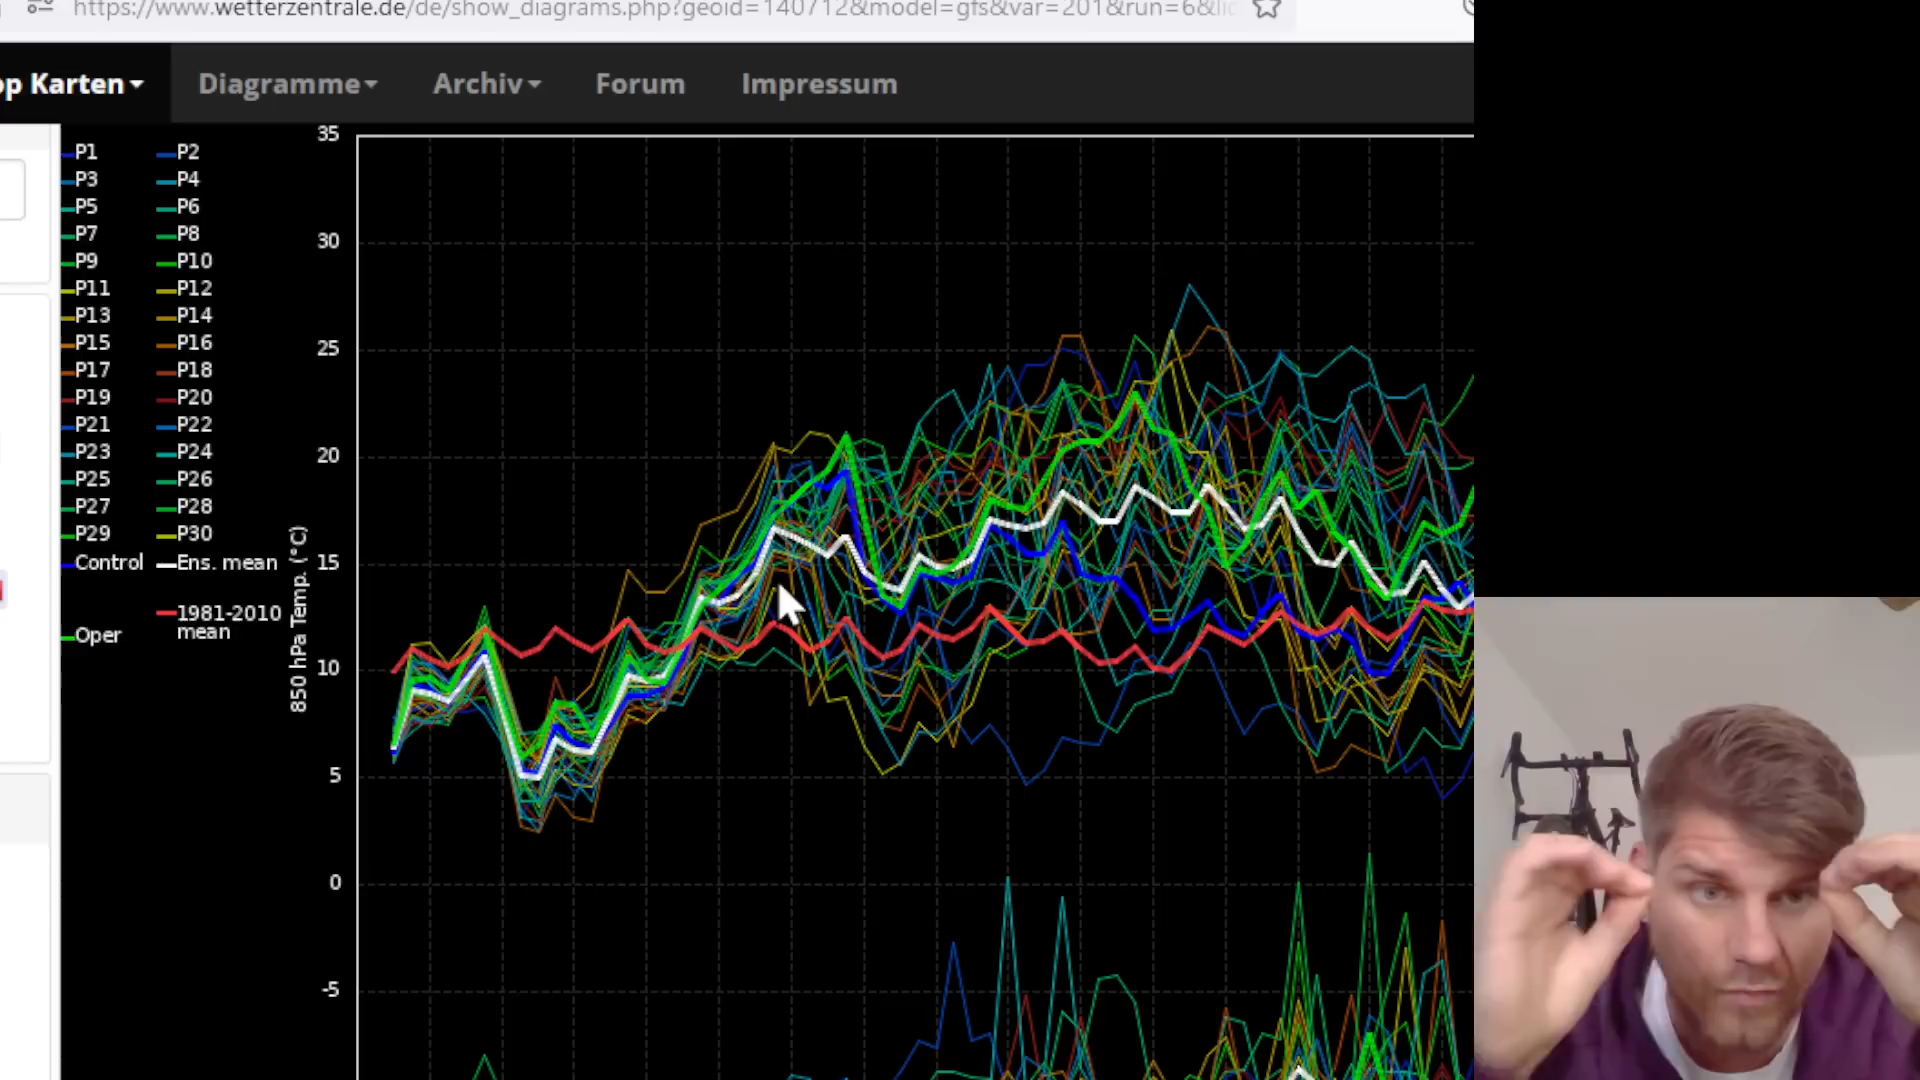 https://www.wetterzentrale.de/de/show_diagrams.php?geoid=140712&model=gfs&var=201&run=6&lid
op Karten Diagramme Archiv Forum Impressum
P1 P2
P3 P4
P5 P6
P7 P8
P9 P10
P11 P12
P13 P14
P15 P16
P17 P18
P19 P20
P21 P22
P23 P24
P25 P26
P27 P28
P29 P30
Control Ens. mean
1981-2010
mean
Oper
850 hPa Temp. (°C)
35
30
25
20
15
10
5
0
-5